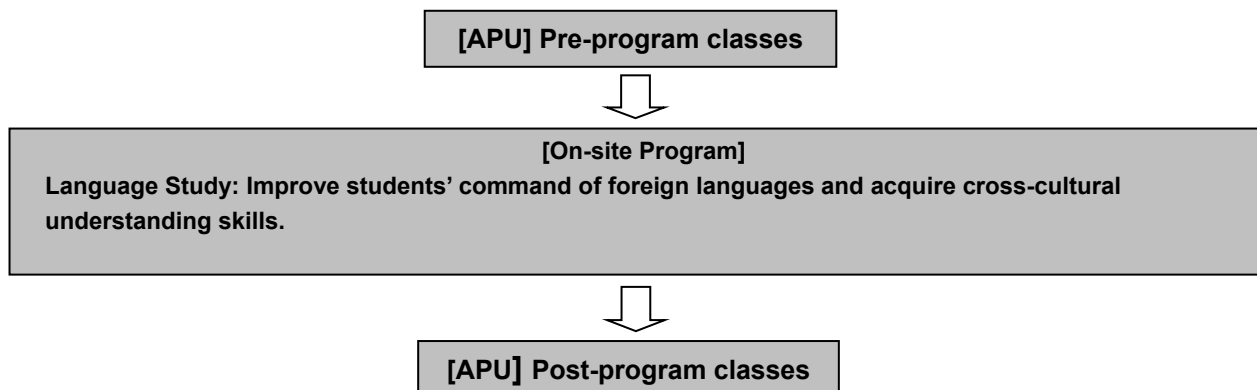 [APU] Pre-program classes
[On-site Program]
Language Study: Improve students’ command of foreign languages and acquire cross-cultural
understanding skills.
[APU] Post-program classes